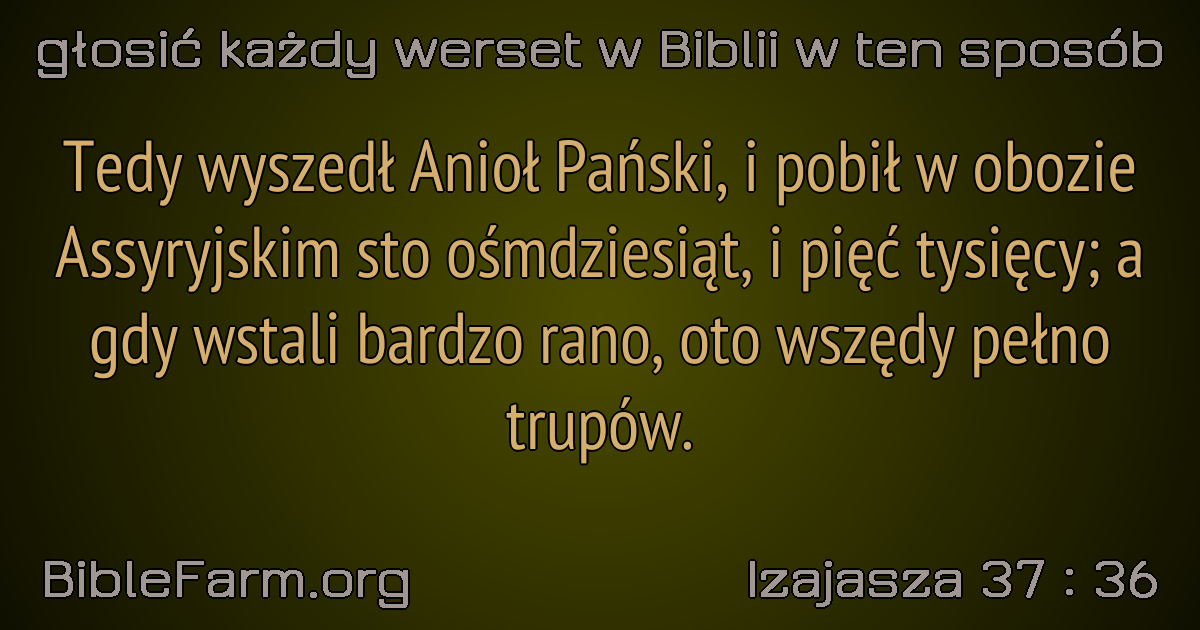 głosić każdy werset w Biblii w ten sposób
Tedy wyszedł Anioł Pański, i pobił w obozie
Assyryjskim sto ośmdziesiąt, i pięć tysięcy; a
gdy wstali bardzo rano, oto wszędy pełno
trupów.
BibleFarm.org
Izajasza 37 : 36